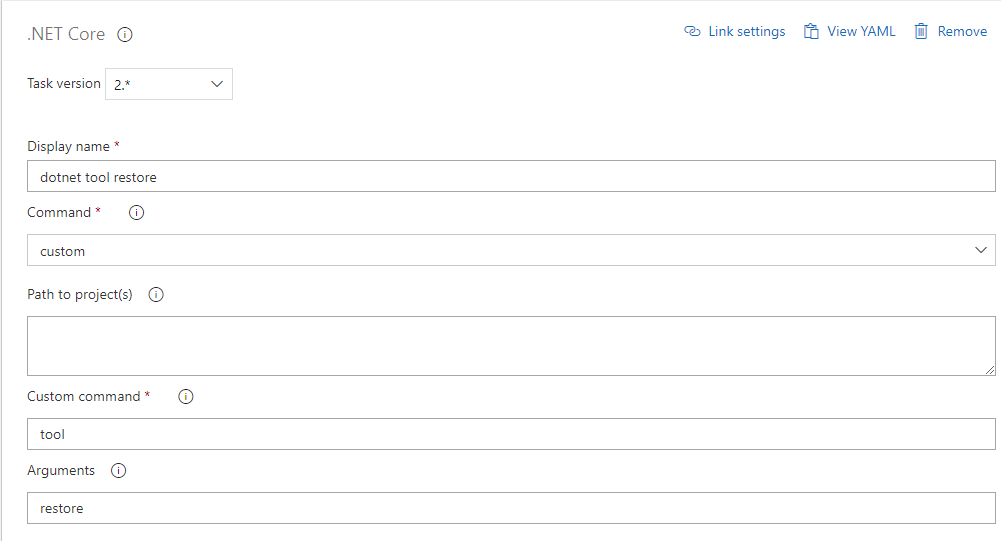 .NET Core
Link settings View YAML Remove
Task version 2.*
Display name *
dotnet tool restore
Command *
custom
Path to project(s)
Custom command *
tool
Arguments
restore